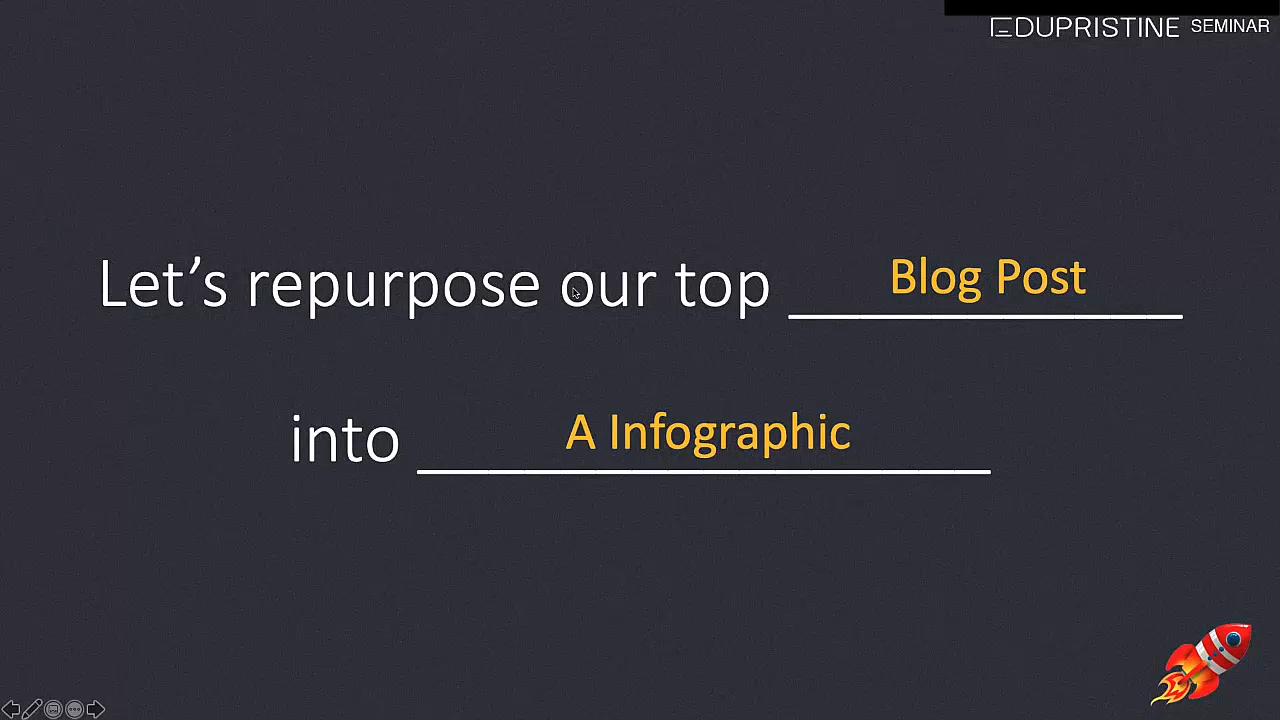 EDUPRISTINE SEMINAR
Let's repurpose our top Blog Post
into A Infographic